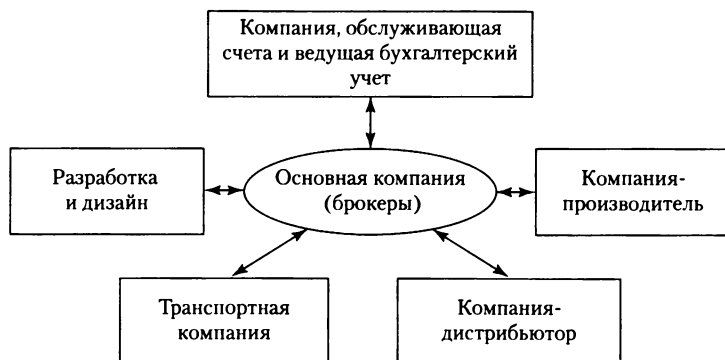 Компания, обслуживающая
счета и ведущая бухгалтерский
учет
Разработка
и дизайн
Основная компания
(брокеры)
Компания-
производитель
Транспортная
компания
Компания-
дистрибьютор